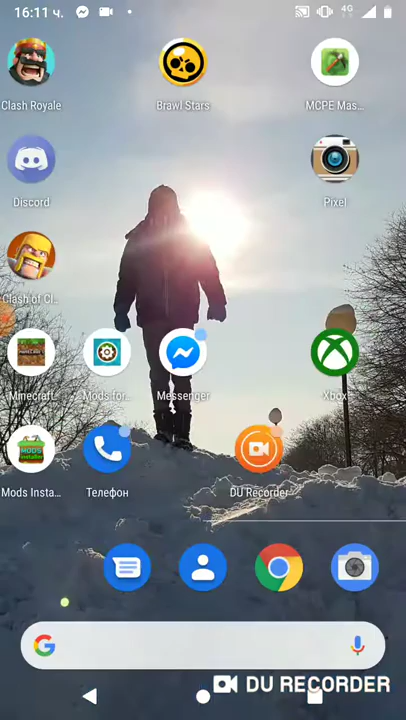 16:11 ч.
4G
Clash Royale
Brawl Stars
MCPE Mas...
Discord
Pixel
Clash of Cl..
Minecraft
Mods for..
Messenger
Xbox
MODS
Mods Insta...
Телефон
DU Recorder
G
DU RECORDER